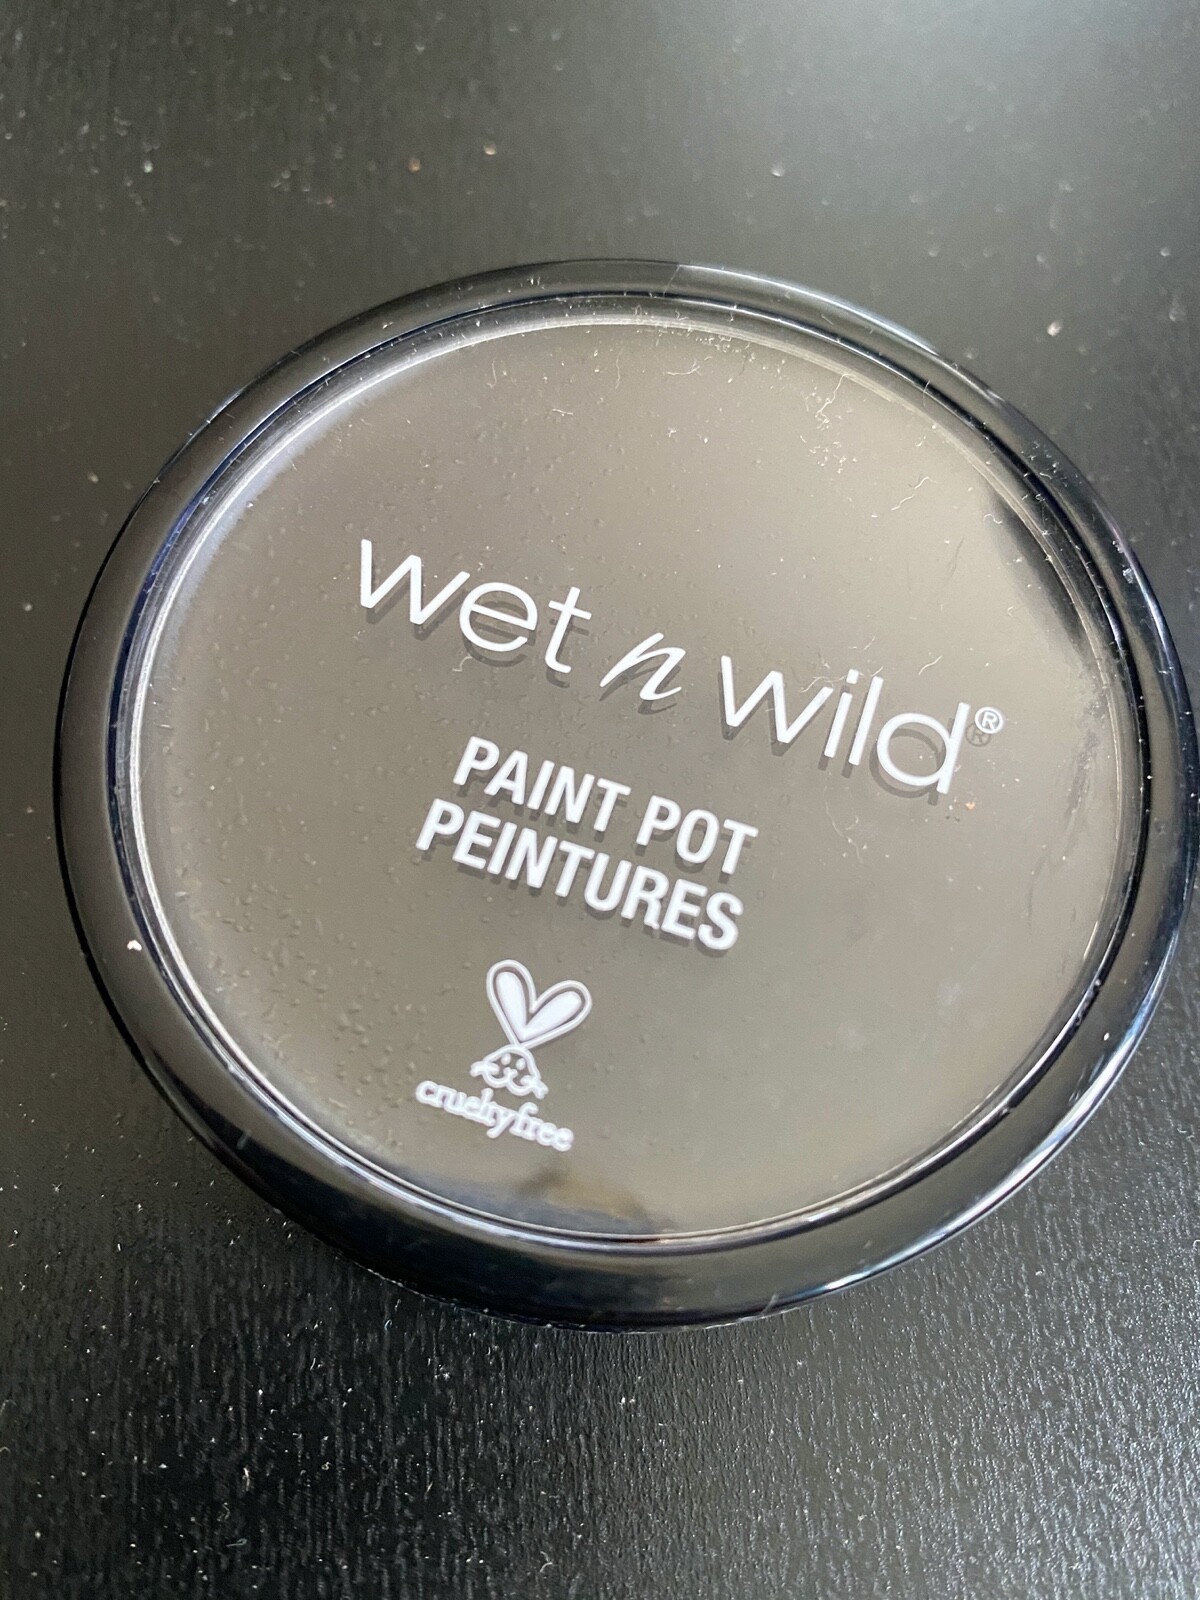 wet n wild®
PAINT POT
PEINTURES
crueltyfree